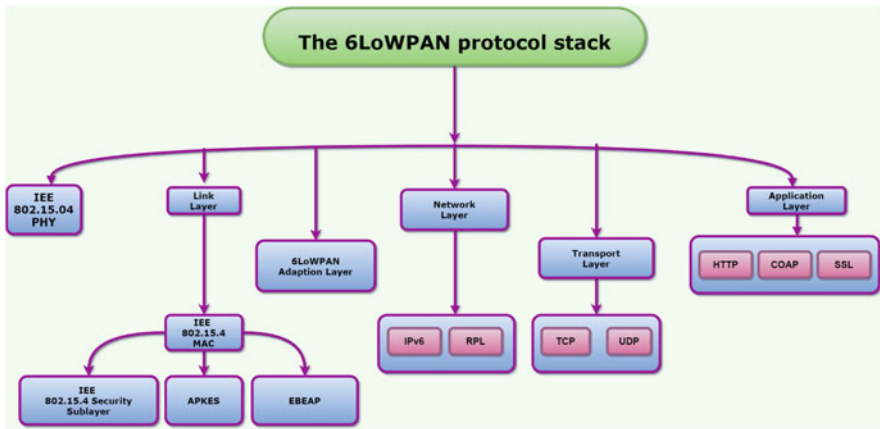 The 6LoWPAN protocol stack
IEE
802.15.04
PHY
Link
Layer
6LoWPAN
Adaption Layer
Network
Layer
Transport
Layer
Application
Layer
HTTP
COAP
SSL
IEE
802.15.4
MAC
IPv6
RPL
TCP
UDP
IEE
802.15.4 Security
Sublayer
APKES
EBEAP